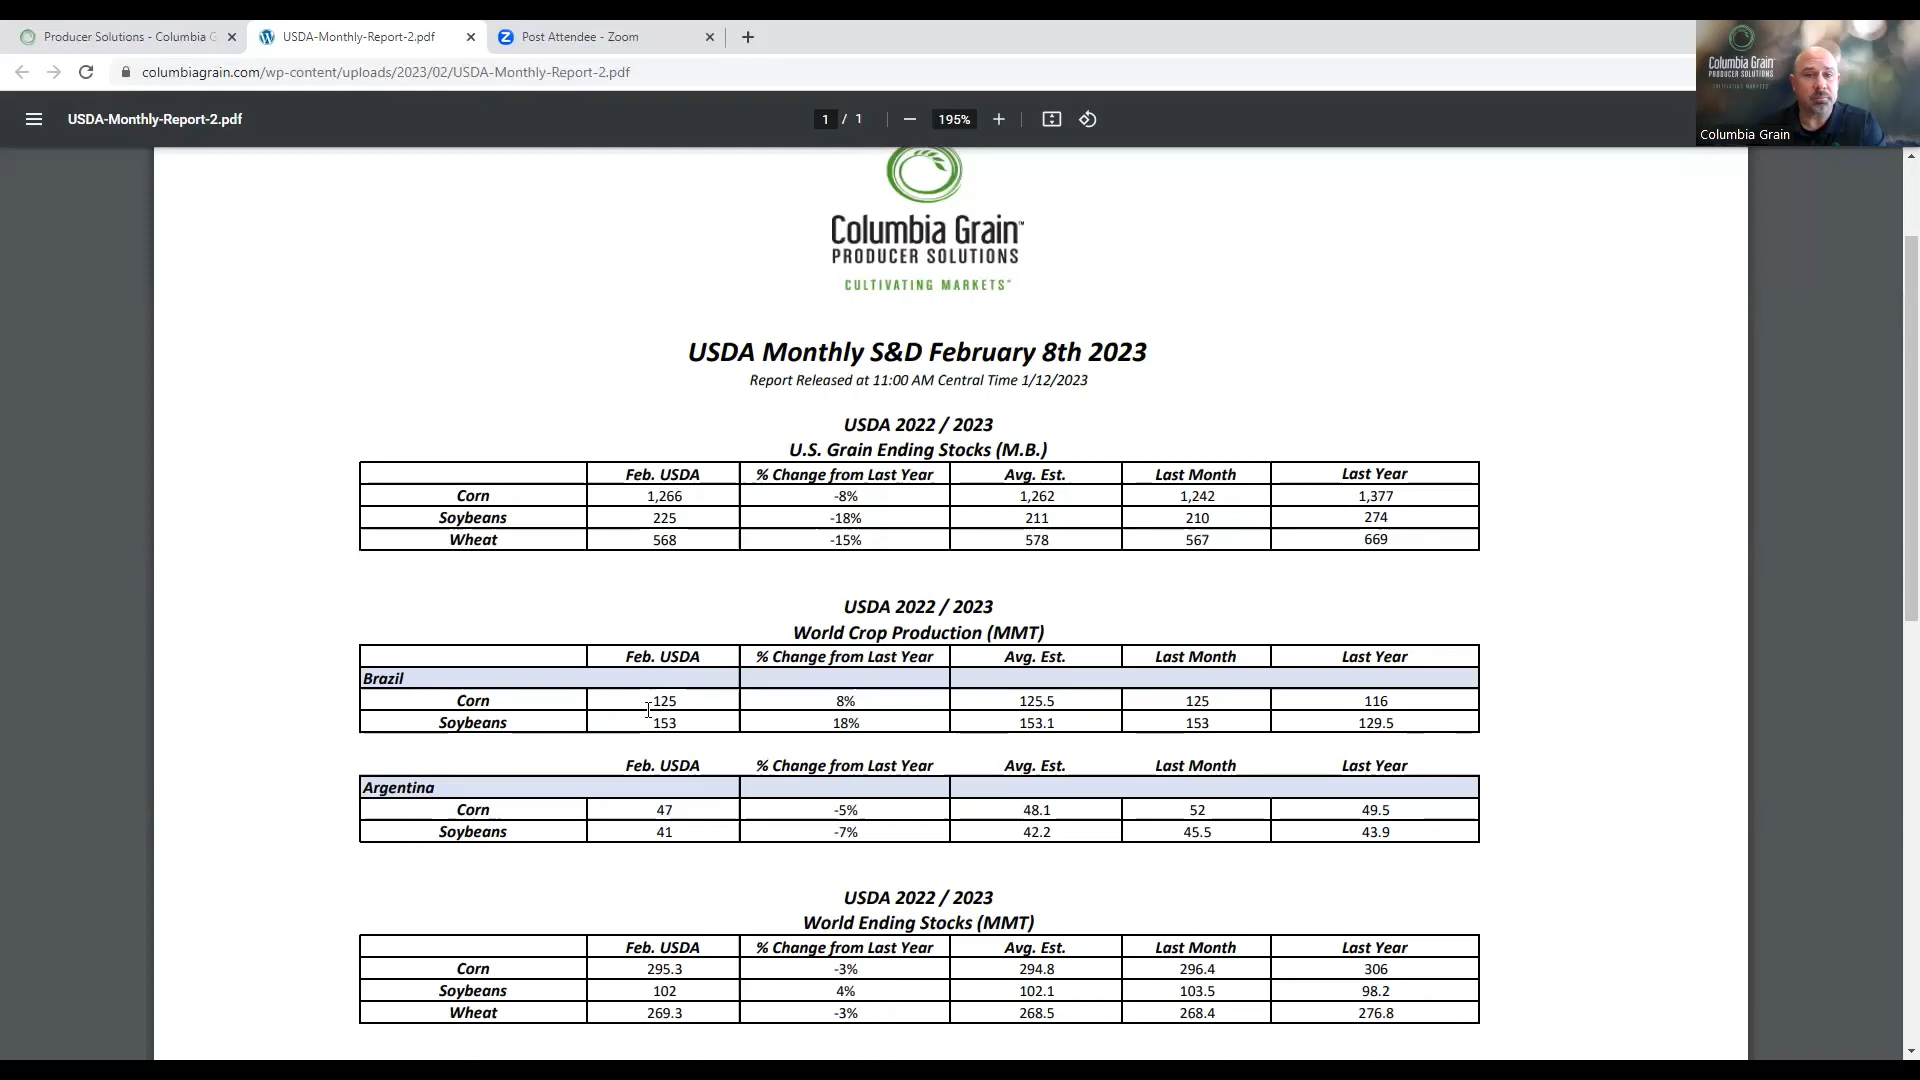 Producer Solutions - Columbia G
USDA-Monthly-Report-2.pdf
Post Attendee - Zoom
columbiagrain.com/wp-content/uploads/2023/02/USDA-Monthly-Report-2.pdf
USDA-Monthly-Report-2.pdf
1 / 1
195%
Columbia Grain
PRODUCER SOLUTIONS
Columbia Grain
Columbia Grain™
PRODUCER SOLUTIONS
CULTIVATING MARKETS
USDA Monthly S&D February 8th 2023
Report Released at 11:00 AM Central Time 1/12/2023
USDA 2022 / 2023
U.S. Grain Ending Stocks (M.B.)
Feb. USDA % Change from Last Year Avg. Est. Last Month Last Year
Corn 1,266 -8% 1,262 1,242 1,377
Soybeans 225 -18% 211 210 274
Wheat 568 -15% 578 567 669
USDA 2022 / 2023
World Crop Production (MMT)
Feb. USDA % Change from Last Year Avg. Est. Last Month Last Year
Brazil
Corn 125 8% 125.5 125 116
Soybeans 153 18% 153.1 153 129.5
Feb. USDA % Change from Last Year Avg. Est. Last Month Last Year
Argentina
Corn 47 -5% 48.1 52 49.5
Soybeans 41 -7% 42.2 45.5 43.9
USDA 2022 / 2023
World Ending Stocks (MMT)
Feb. USDA % Change from Last Year Avg. Est. Last Month Last Year
Corn 295.3 -3% 294.8 296.4 306
Soybeans 102 4% 102.1 103.5 98.2
Wheat 269.3 -3% 268.5 268.4 276.8